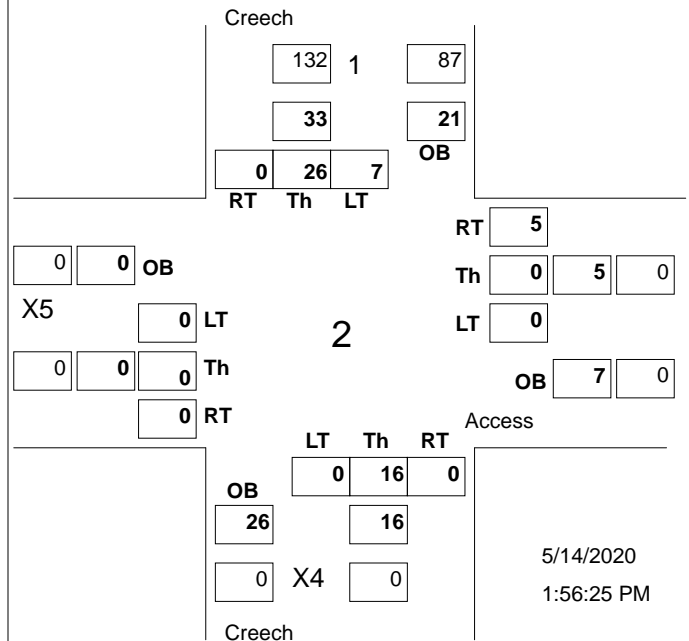 Creech
132 1 87
33 21
OB
0 26 7
RT Th LT
RT 5
0 0 OB
Th 0 5 0
X5
0 LT
LT 0
2
0 0 0 Th
OB 7 0
0 RT
Access
LT Th RT
0 16 0
OB
26 16
5/14/2020
0 X4 0
1:56:25 PM
Creech